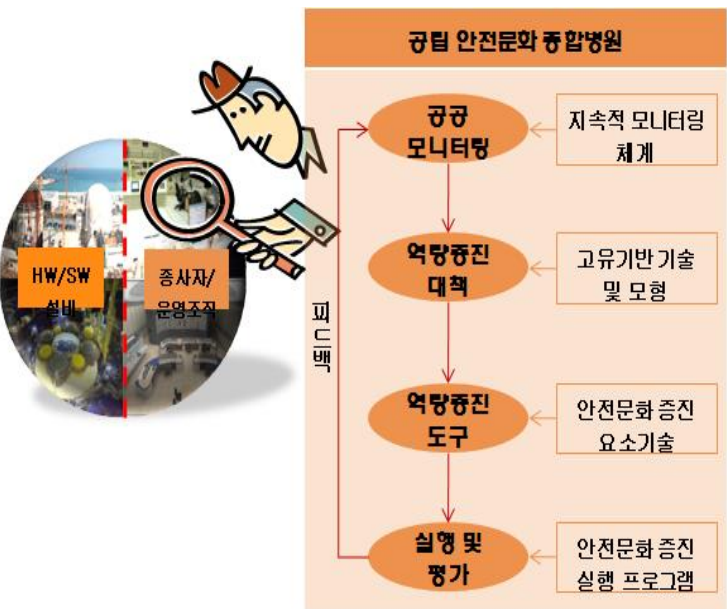 공립 안전문화 종합병원
공공
모니터링
지속적 모니터링
체계
HW/SW
설비
종사자/
운영조직
역량증진
대책
고유기반 기술
및 모형
피드백
역량증진
도구
안전문화 증진
요소기술
실행 및
평가
안전문화 증진
실행 프로그램